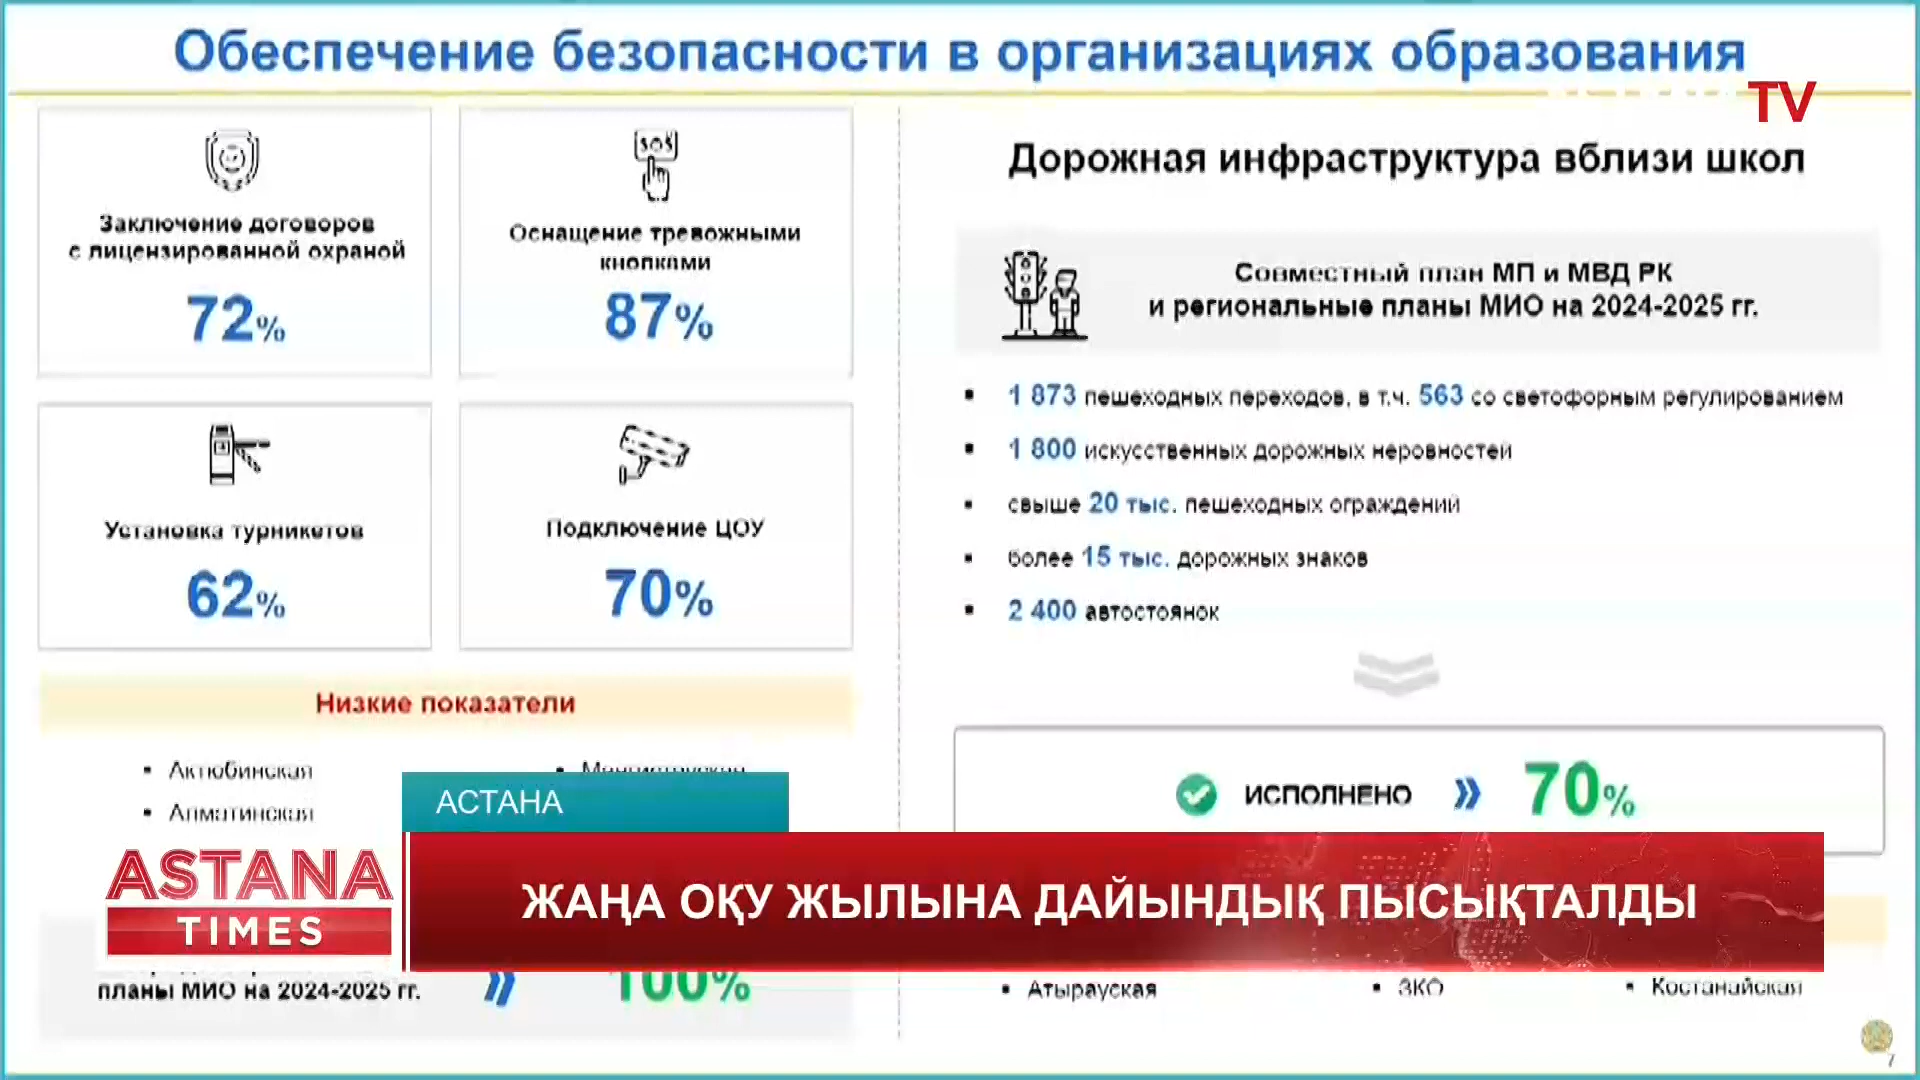 Обеспечение безопасности в организациях образования
TV
SOS
Заключение договоров
с лицензированной охраной
72%
Оснащение тревожными
кнопками
87%
Установка турникетов
62%
Подключение ЦОУ
70%
Низкие показатели
▪ Актюбинская
▪ Мангистауская
▪ Алматинская
планы МИО на 2024-2025 гг.
100%
Дорожная инфраструктура вблизи школ
Совместный план МП и МВД РК
и региональные планы МИО на 2024-2025 гг.
▪ 1 873 пешеходных переходов, в т.ч. 563 со светофорным регулированием
▪ 1 800 искусственных дорожных неровностей
▪ свыше 20 тыс. пешеходных ограждений
▪ более 15 тыс. дорожных знаков
▪ 2 400 автостоянок
ИСПОЛНЕНО » 70%
▪ Атырауская
▪ ЗКО
▪ Костанайская
7
АСТАНА
ASTANA
TIMES
ЖАҢА ОҚУ ЖЫЛЫНА ДАЙЫНДЫҚ ПЫСЫҚТАЛДЫ